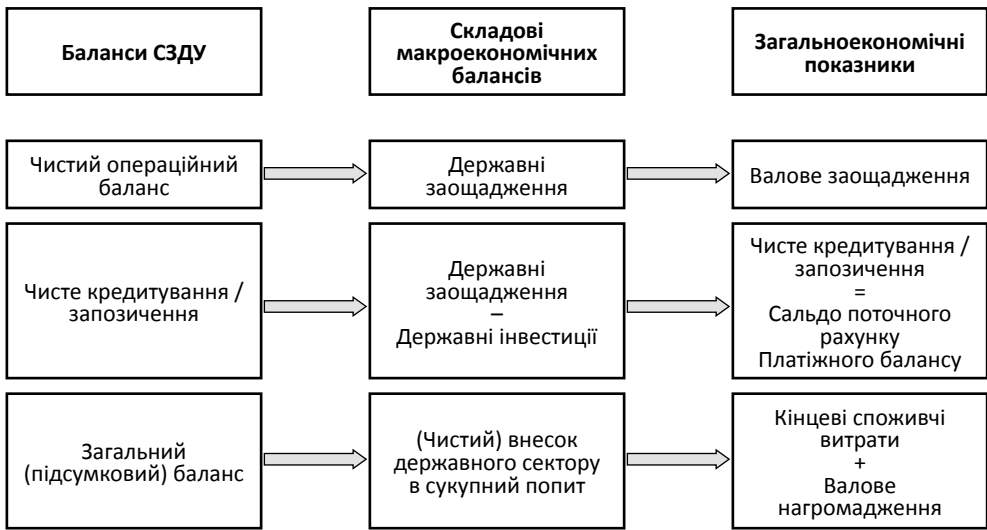 Баланси СЗДУ
Складові
макроекономічних
балансів
Загальноекономічні
показники
Чистий операційний
баланс
Державні
заощадження
Валове заощадження
Чисте кредитування /
запозичення
Державні
заощадження
–
Державні інвестиції
Чисте кредитування /
запозичення
=
Сальдо поточного
рахунку
Платіжного балансу
Загальний
(підсумковий) баланс
(Чистий) внесок
державного сектору
в сукупний попит
Кінцеві споживчі
витрати
+
Валове
нагромадження